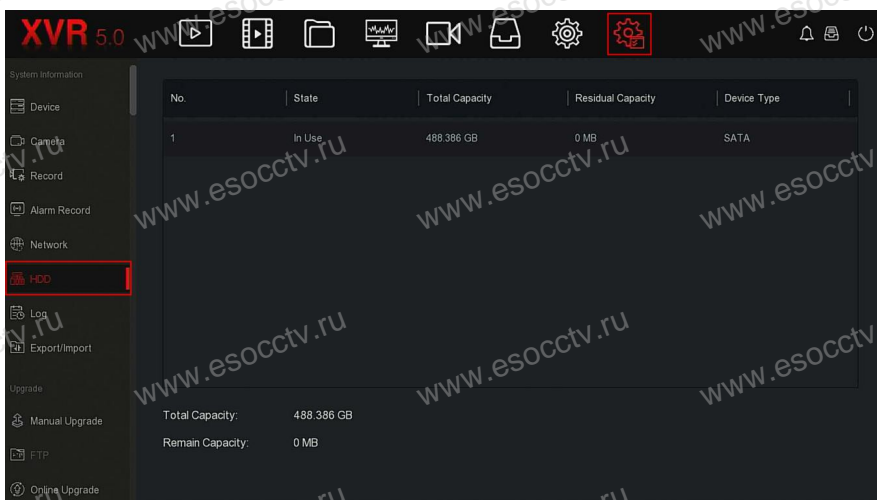 XVR 5.0
System Information
Device
Camera
Record
Alarm Record
Network
HDD
Log
Export/Import
Upgrade
Manual Upgrade
FTP
Online Upgrade
No. State Total Capacity Residual Capacity Device Type
1 In Use 488.386 GB 0 MB SATA
Total Capacity: 488.386 GB
Remain Capacity: 0 MB
www.esocctv.ru
www.esocctv.ru
www.esocctv.ru
www.esocctv.ru
www.esocctv.ru
www.esocctv.ru